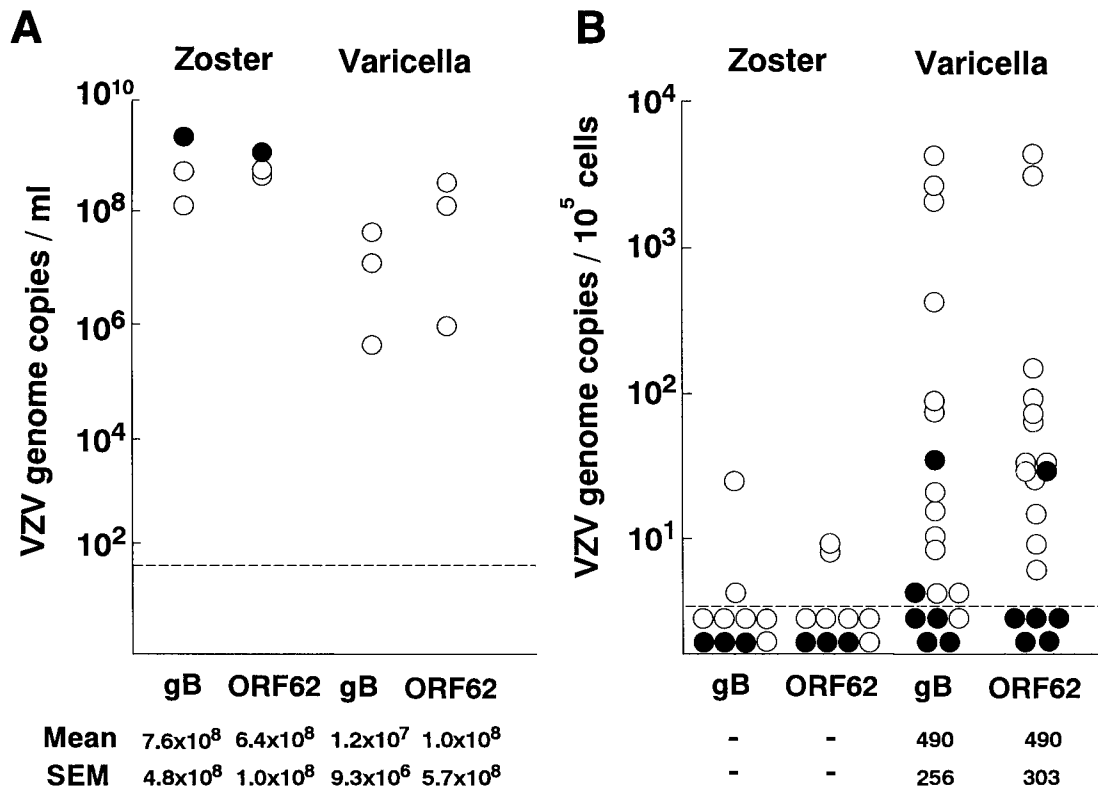 A
Zoster Varicella
VZV genome copies / ml
10^10
10^8
10^6
10^4
10^2
gB ORF62 gB ORF62
Mean 7.6x10^8 6.4x10^8 1.2x10^7 1.0x10^8
SEM 4.8x10^8 1.0x10^8 9.3x10^6 5.7x10^8
B
Zoster Varicella
VZV genome copies / 10^5 cells
10^4
10^3
10^2
10^1
gB ORF62 gB ORF62
- - 490 490
- - 256 303